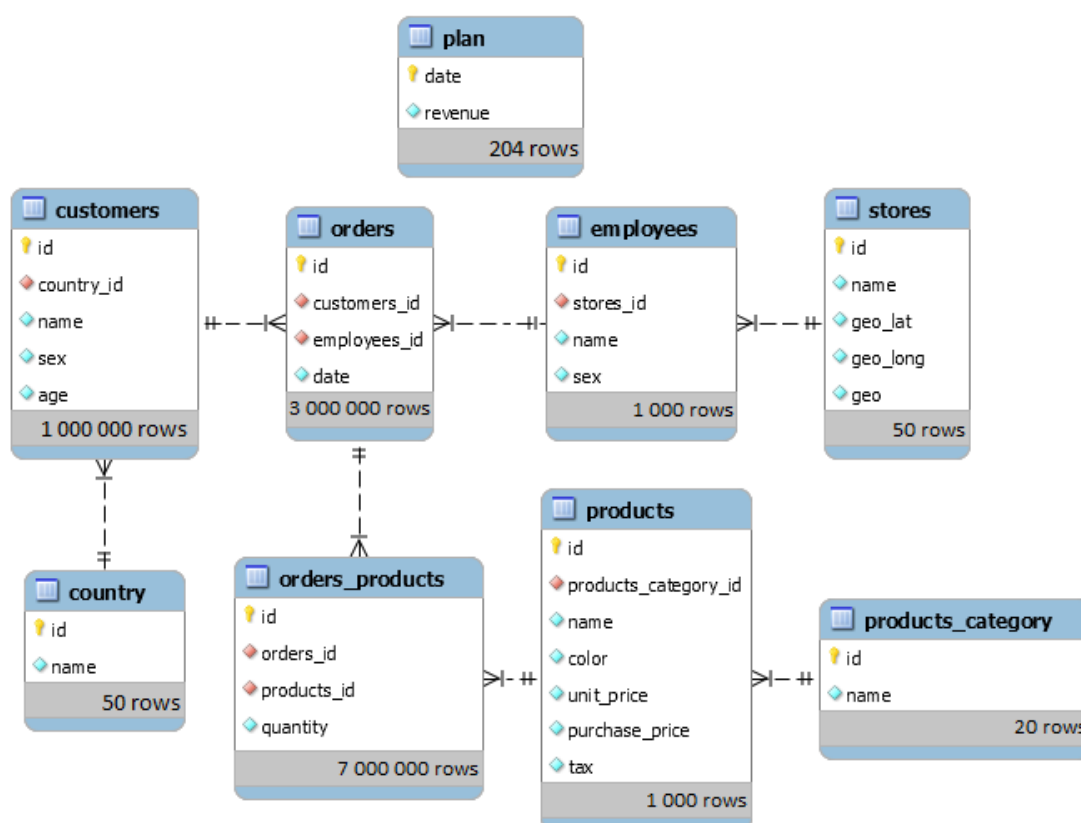 plan
date
revenue
204 rows
customers
id
country_id
name
sex
age
1 000 000 rows
orders
id
customers_id
employees_id
date
3 000 000 rows
employees
id
stores_id
name
sex
1 000 rows
stores
id
name
geo_lat
geo_long
geo
50 rows
country
id
name
50 rows
orders_products
id
orders_id
products_id
quantity
7 000 000 rows
products
id
products_category_id
name
color
unit_price
purchase_price
tax
1 000 rows
products_category
id
name
20 rows